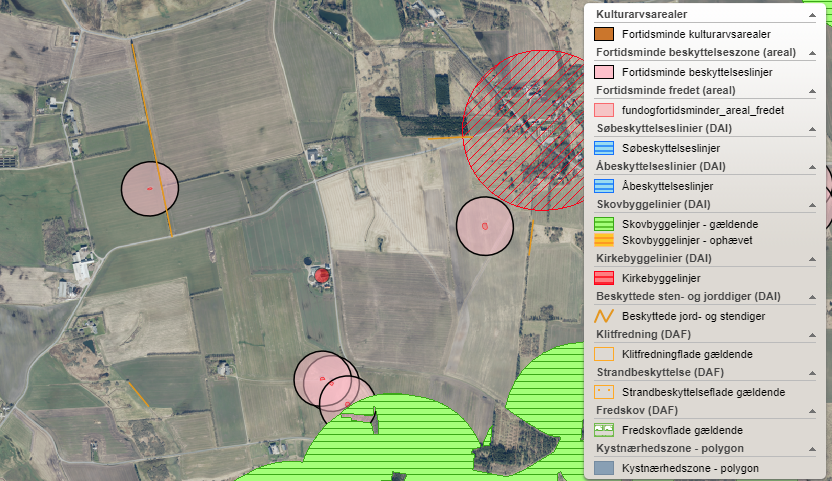 Kulturarvsarealer
Fortidsminde kulturarvsarealer
Fortidsminde beskyttelseszone (areal)
Fortidsminde beskyttelseslinjer
Fortidsminde fredet (areal)
fundogfortidsminder_areal_fredet
Søbeskyttelseslinier (DAI)
Søbeskyttelseslinjer
Åbeskyttelseslinier (DAI)
Åbeskyttelseslinjer
Skovbyggelinier (DAI)
Skovbyggelinjer - gældende
Skovbyggelinjer - ophævet
Kirkebyggelinier (DAI)
Kirkebyggelinjer
Beskyttede sten- og jorddiger (DAI)
Beskyttede jord- og stendiger
Klitfredning (DAF)
Klitfredningflade gældende
Strandbeskyttelse (DAF)
Strandbeskyttelseflade gældende
Fredskov (DAF)
Fredskovflade gældende
Kystnærhedszone - polygon
Kystnærhedszone - polygon